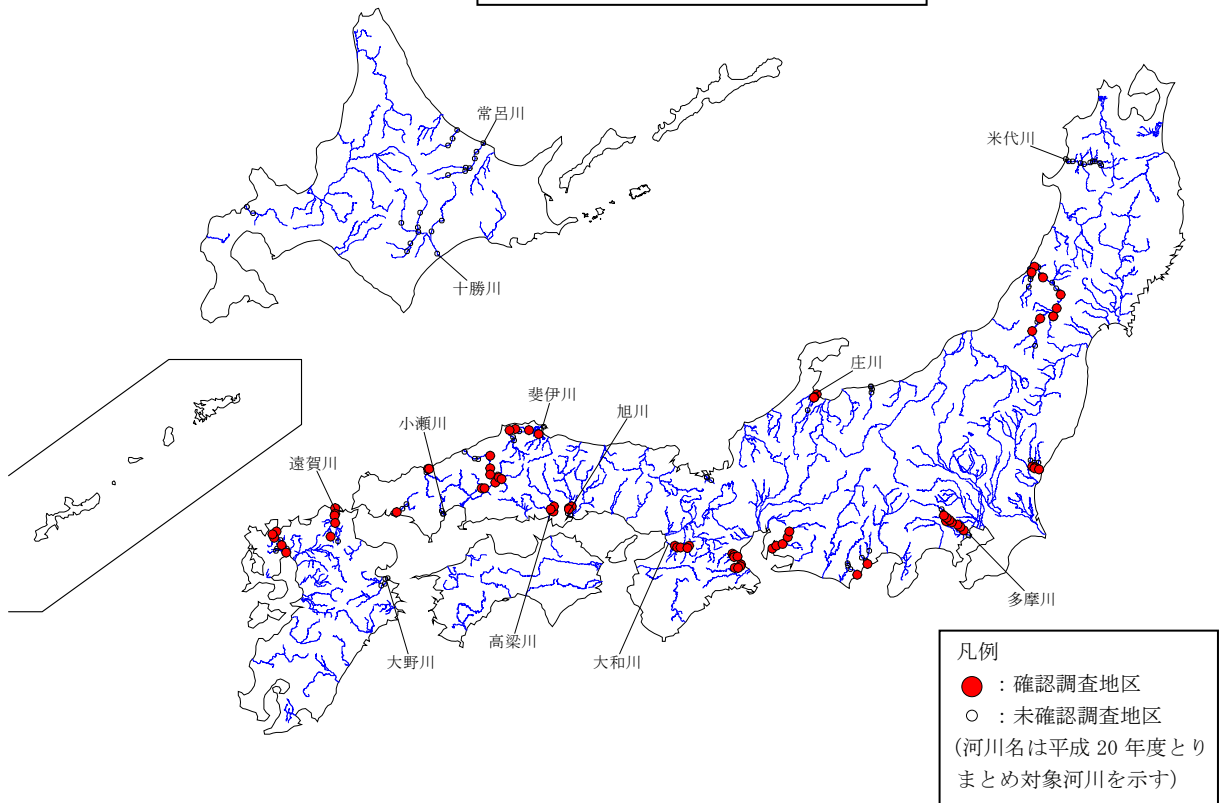 常呂川
米代川
十勝川
庄川
斐伊川
旭川
小瀬川
遠賀川
多摩川
高梁川
大和川
大野川
凡例
：確認調査地区
：未確認調査地区
(河川名は平成 20 年度とり
まとめ対象河川を示す)